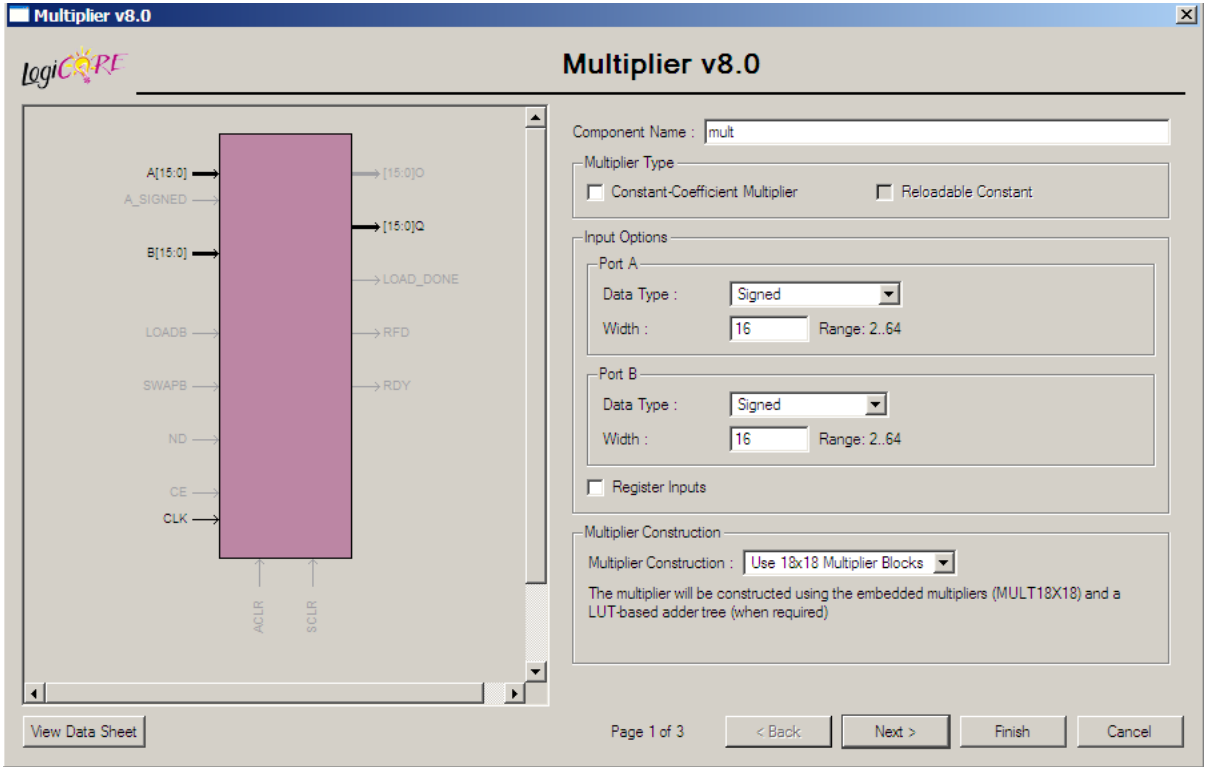 Multiplier v8.0
LogiCORE
Multiplier v8.0
A[15:0]
A_SIGNED
B[15:0]
LOADB
SWAPB
ND
CE
CLK
[15:0]O
[15:0]Q
LOAD_DONE
RFD
RDY
ACLR
SCLR
Component Name : mult
Multiplier Type
Constant-Coefficient Multiplier Reloadable Constant
Input Options
Port A
Data Type : Signed
Width : 16 Range: 2..64
Port B
Data Type : Signed
Width : 16 Range: 2..64
Register Inputs
Multiplier Construction
Multiplier Construction : Use 18x18 Multiplier Blocks
The multiplier will be constructed using the embedded multipliers (MULT18X18) and a
LUT-based adder tree (when required)
View Data Sheet Page 1 of 3 < Back Next > Finish Cancel